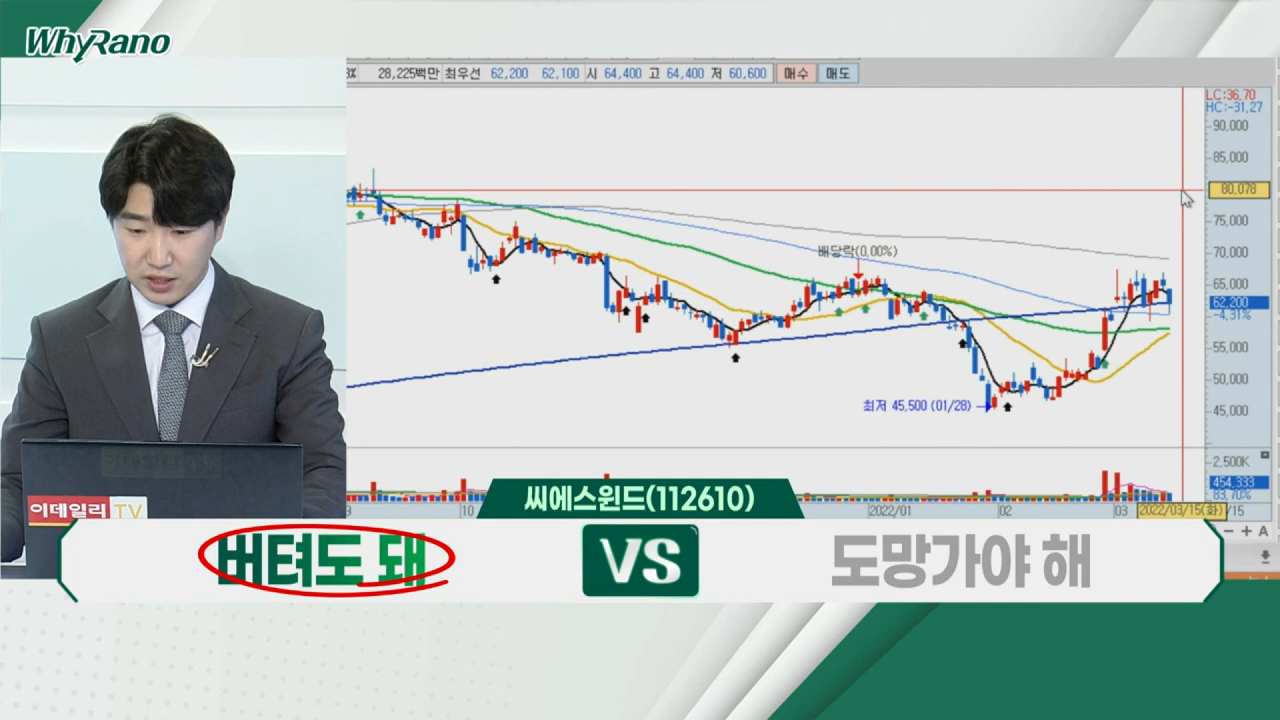 WhyRano
28,225백만 최우선 62,200 62,100 시 64,400 고 64,400 저 60,600 매수 매도
LC:36,70
HC:-31,27
90,000
85,000
80,078
75,000
배당락(0,00%)
70,000
65,000
62,200
-4,31%
55,000
50,000
최저 45,500 (01/28)
45,000
2,500K
454,333
83,70%
씨에스윈드(112610)
10
2022/01
02
03
2022/03/15(화)
/15
이데일리 TV
버텨도 돼
VS
도망가야 해